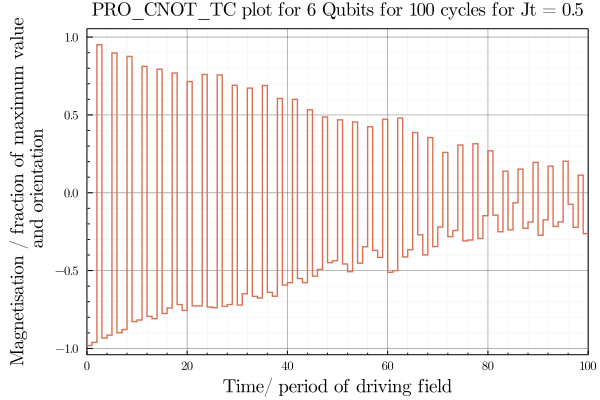 PRO_CNOT_TC plot for 6 Qubits for 100 cycles for Jt = 0.5
Magnetisation / fraction of maximum value
and orientation
1.0
0.5
0.0
−0.5
−1.0
0
20
40
60
80
100
Time/ period of driving field